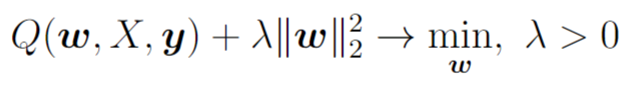 Q(w, X, y) + λ‖w‖₂² → min_w, λ > 0